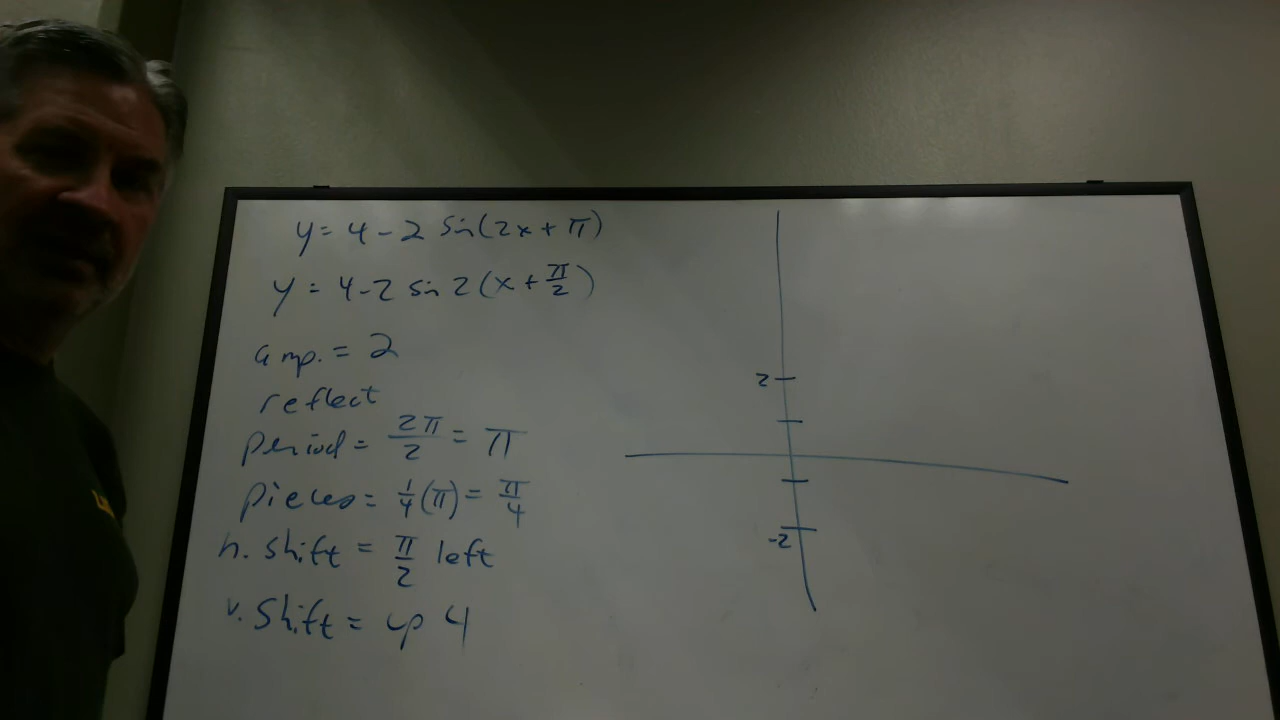 y = 4 - 2 sin(2x + π)
y = 4 - 2 sin 2(x + π/2)
amp. = 2
reflect
period = 2π/2 = π
pieces = 1/4(π) = π/4
h. shift = π/2 left
v. shift = up 4
2
-2